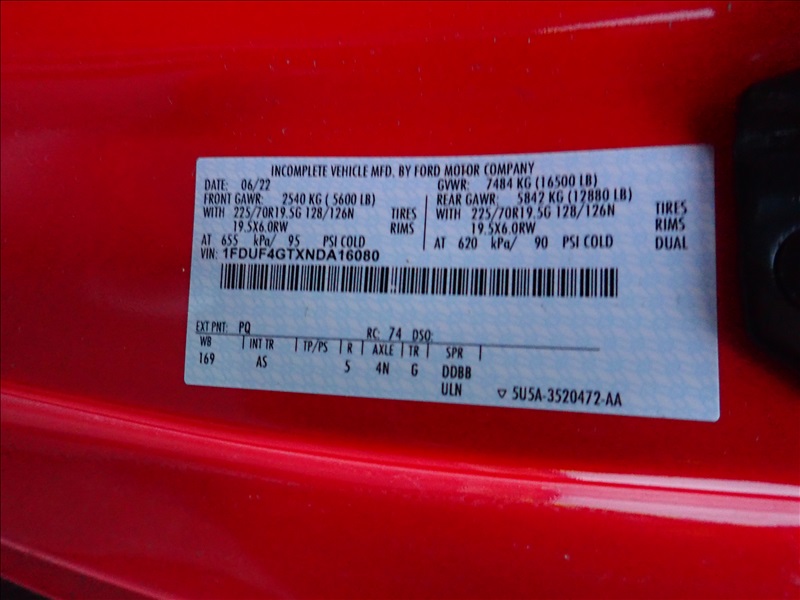 INCOMPLETE VEHICLE MFD. BY FORD MOTOR COMPANY
DATE: 06/22 GVWR: 7484 KG (16500 LB)
FRONT GAWR: 2540 KG ( 5600 LB) REAR GAWR: 5842 KG (12880 LB)
WITH 225/70R19.5G 128/126N TIRES WITH 225/70R19.5G 128/126N TIRES
19.5X6.0RW RIMS 19.5X6.0RW RIMS
AT 655 kPa/ 95 PSI COLD AT 620 kPa/ 90 PSI COLD DUAL
VIN: 1FDUF4GTXNDA16080
EXT PNT: PQ RC: 74 DSO:
WB INT TR TP/PS R AXLE TR SPR
169 AS 5 4N G DDBB
ULN ▽ 5U5A-3520472-AA